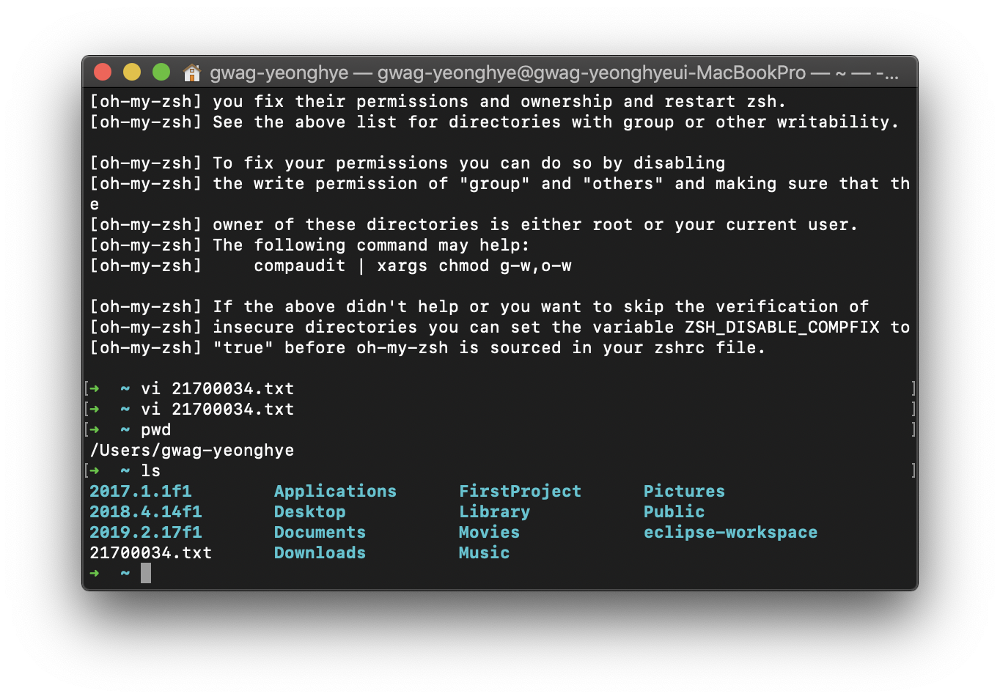 gwag-yeonghye — gwag-yeonghye@gwag-yeonghyeui-MacBookPro — ~ — -...
[oh-my-zsh] you fix their permissions and ownership and restart zsh.
[oh-my-zsh] See the above list for directories with group or other writability.
[oh-my-zsh] To fix your permissions you can do so by disabling
[oh-my-zsh] the write permission of "group" and "others" and making sure that th
e
[oh-my-zsh] owner of these directories is either root or your current user.
[oh-my-zsh] The following command may help:
[oh-my-zsh]     compaudit | xargs chmod g-w,o-w
[oh-my-zsh] If the above didn't help or you want to skip the verification of
[oh-my-zsh] insecure directories you can set the variable ZSH_DISABLE_COMPFIX to
[oh-my-zsh] "true" before oh-my-zsh is sourced in your zshrc file.
[➜  ~ vi 21700034.txt ]
[➜  ~ vi 21700034.txt ]
[➜  ~ pwd ]
/Users/gwag-yeonghye
[➜  ~ ls ]
2017.1.1f1        Applications      FirstProject      Pictures
2018.4.14f1       Desktop           Library           Public
2019.2.17f1       Documents         Movies            eclipse-workspace
21700034.txt      Downloads         Music
➜  ~